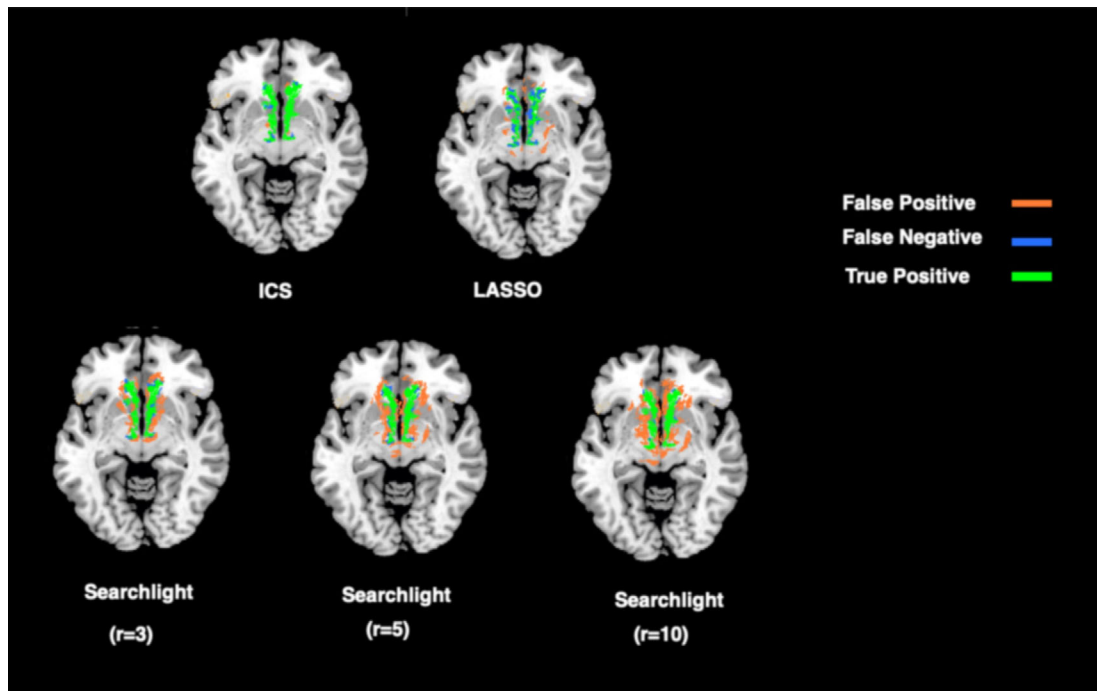 False Positive
False Negative
True Positive
ICS
LASSO
Searchlight
(r=3)
Searchlight
(r=5)
Searchlight
(r=10)